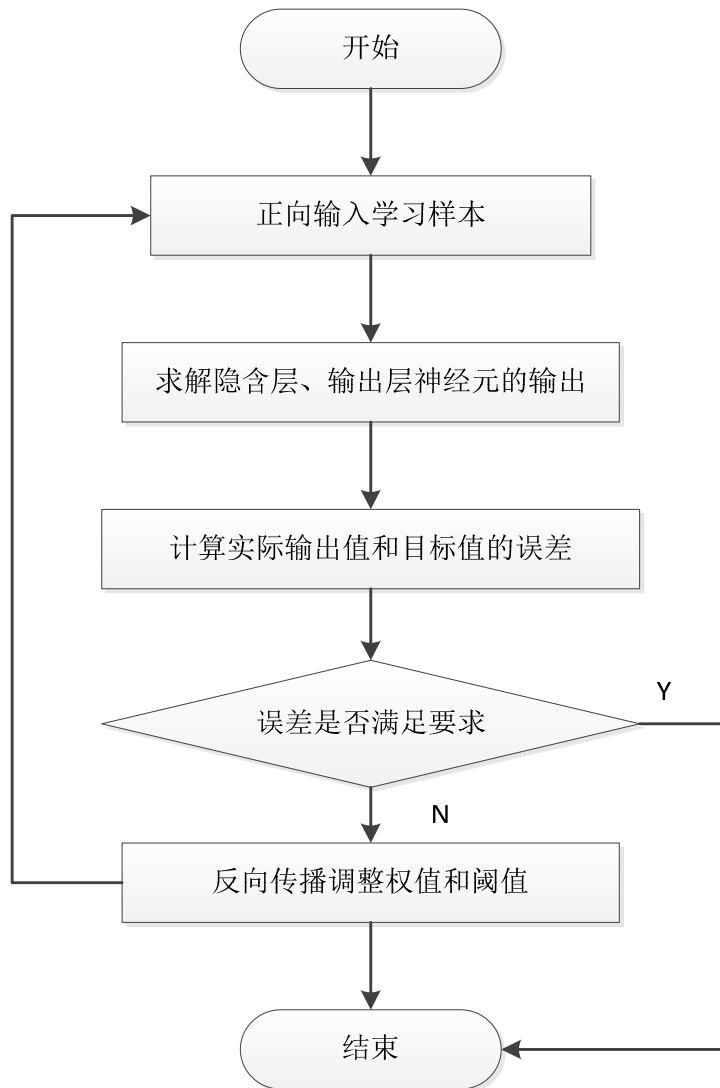 开始
正向输入学习样本
求解隐含层、输出层神经元的输出
计算实际输出值和目标值的误差
Y
误差是否满足要求
N
反向传播调整权值和阈值
结束